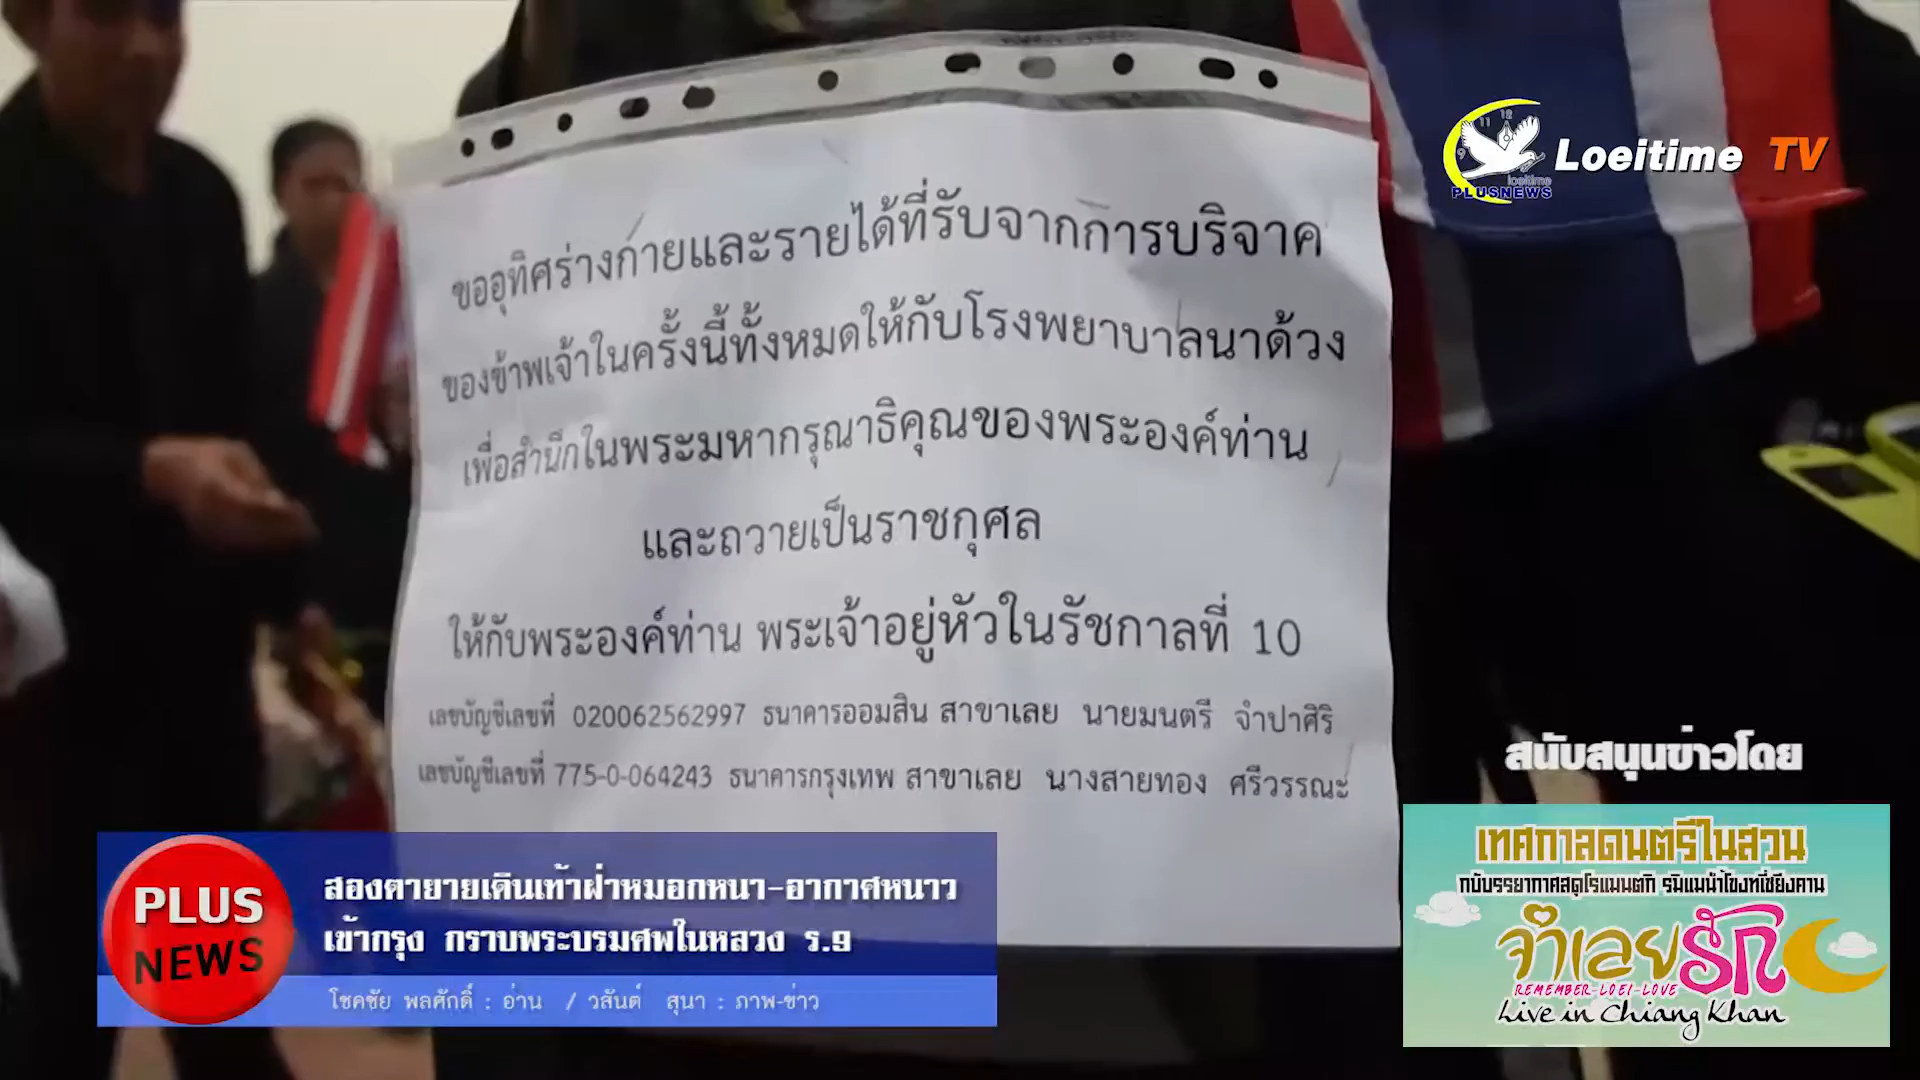 ขออุทิศร่างกายและรายได้ที่รับจากการบริจาค
ของข้าพเจ้าในครั้งนี้ทั้งหมดให้กับโรงพยาบาลนาด้วง
เพื่อสำนึกในพระมหากรุณาธิคุณของพระองค์ท่าน
และถวายเป็นราชกุศล
ให้กับพระองค์ท่าน พระเจ้าอยู่หัวในรัชกาลที่ 10
เลขบัญชีเลขที่ 020062562997 ธนาคารออมสิน สาขาเลย นายมนตรี จำปาศิริ
เลขบัญชีเลขที่ 775-0-064243 ธนาคารกรุงเทพ สาขาเลย นางสายทอง ศรีวรรณะ
11 12
9
loeitime
PLUSNEWS
Loeitime TV
สนับสนุนข่าวโดย
เทศกาลดนตรีในสวน
กับบรรยากาศสุดโรแมนติก ริมแม่น้ำโขงที่เชียงคาน
จำเลยรัก
REMEMBER-LOEI-LOVE
Live in Chiang Khan
PLUS
NEWS
สองตายายเดินเท้าฝ่าหมอกหนา-อากาศหนาว
เข้ากรุง กราบพระบรมศพในหลวง ร.9
โชคชัย พลศักดิ์ : อ่าน / วสันต์ สุนา : ภาพ-ข่าว